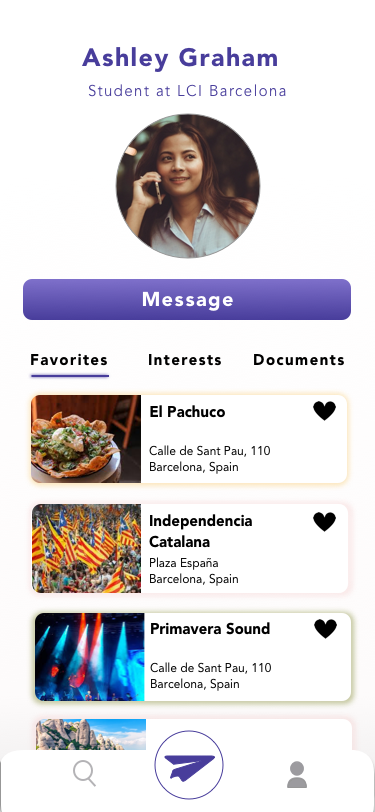 Ashley Graham
Student at LCI Barcelona
Message
Favorites Interests Documents
El Pachuco
Calle de Sant Pau, 110
Barcelona, Spain
Independencia
Catalana
Plaza España
Barcelona, Spain
Primavera Sound
Calle de Sant Pau, 110
Barcelona, Spain